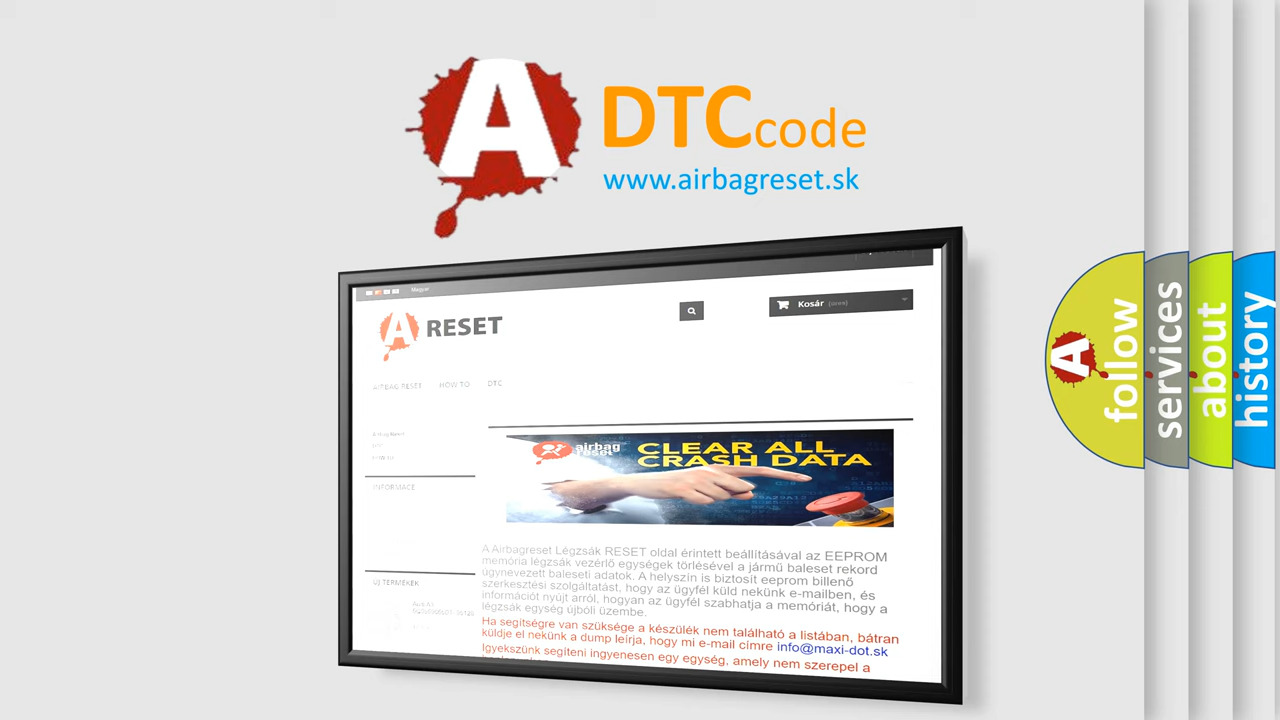 A
DTCcode
www.airbagreset.sk
Magyar
Kosár
A RESET
AIRBAG RESET HOW TO DTC
INFORMACE
airbag reset
CLEAR ALL
CRASH DATA
A Airbagreset Légzsák RESET oldal érintett beállításával az EEPROM
memória légzsák vezérlő egységek törlésével a jármű baleset rekord
úgynevezett baleseti adatok. A helyszín is biztosít eeprom billenő
szerkesztési szolgáltatást, hogy az ügyfél küld nekünk e-mailben, és
információt nyújt arról, hogyan az ügyfél szabhatja a memóriát, hogy a
légzsák egység újbóli üzembe.
Ha segítségre van szüksége a készülék nem található a listában, bátran
küldje el nekünk a dump leírja, hogy mi e-mail címre info@maxi-dot.sk
Igyekszünk segíteni ingyenesen egy egység, amely nem szerepel a
ÚJ TERMÉKEK
A
follow
services
about
history